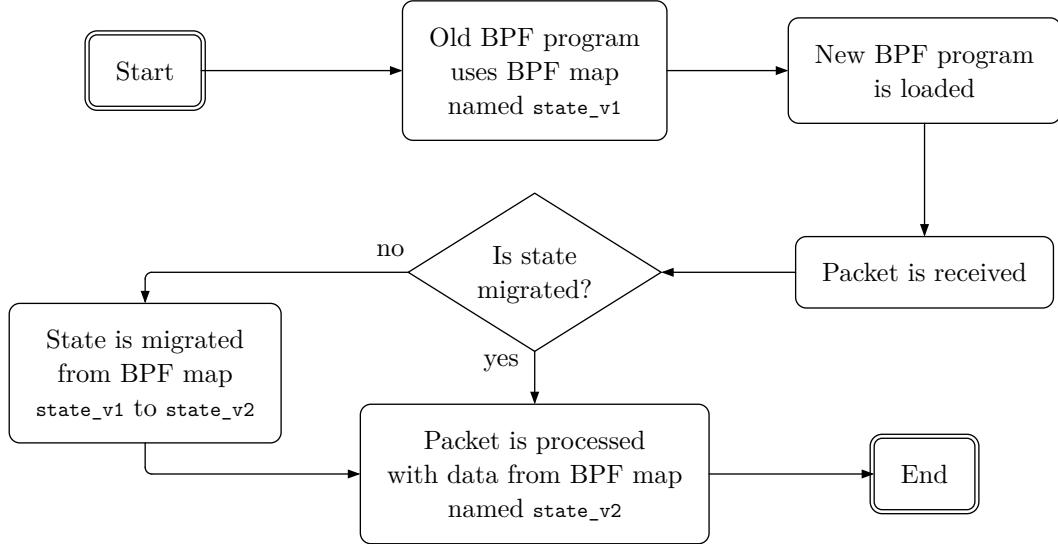 Start
Old BPF program
uses BPF map
named state_v1
New BPF program
is loaded
Packet is received
Is state
migrated?
no
yes
State is migrated
from BPF map
state_v1 to state_v2
Packet is processed
with data from BPF map
named state_v2
End